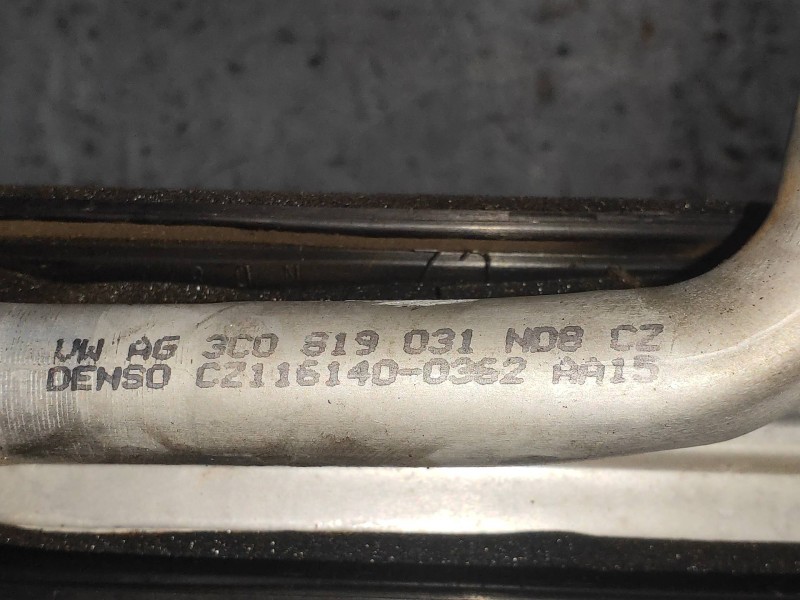 VW AG 3C0 819 031 ND8 CZ
DENSO CZ116140-0362 AA15